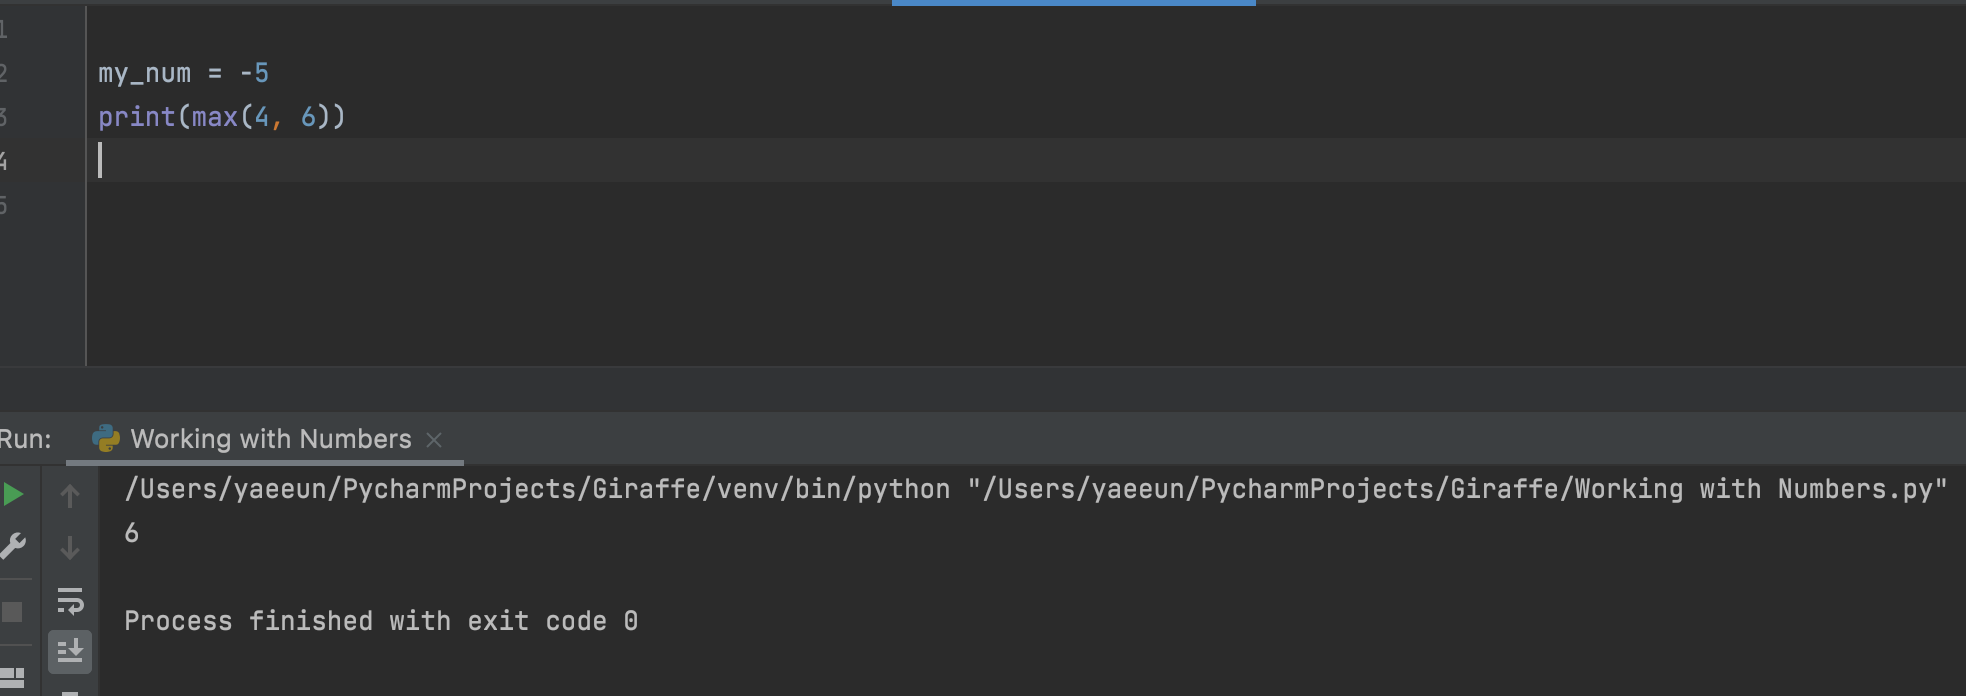 1
2 my_num = -5
3 print(max(4, 6))
4
5
Run: Working with Numbers
/Users/yaeeun/PycharmProjects/Giraffe/venv/bin/python "/Users/yaeeun/PycharmProjects/Giraffe/Working with Numbers.py"
6
Process finished with exit code 0